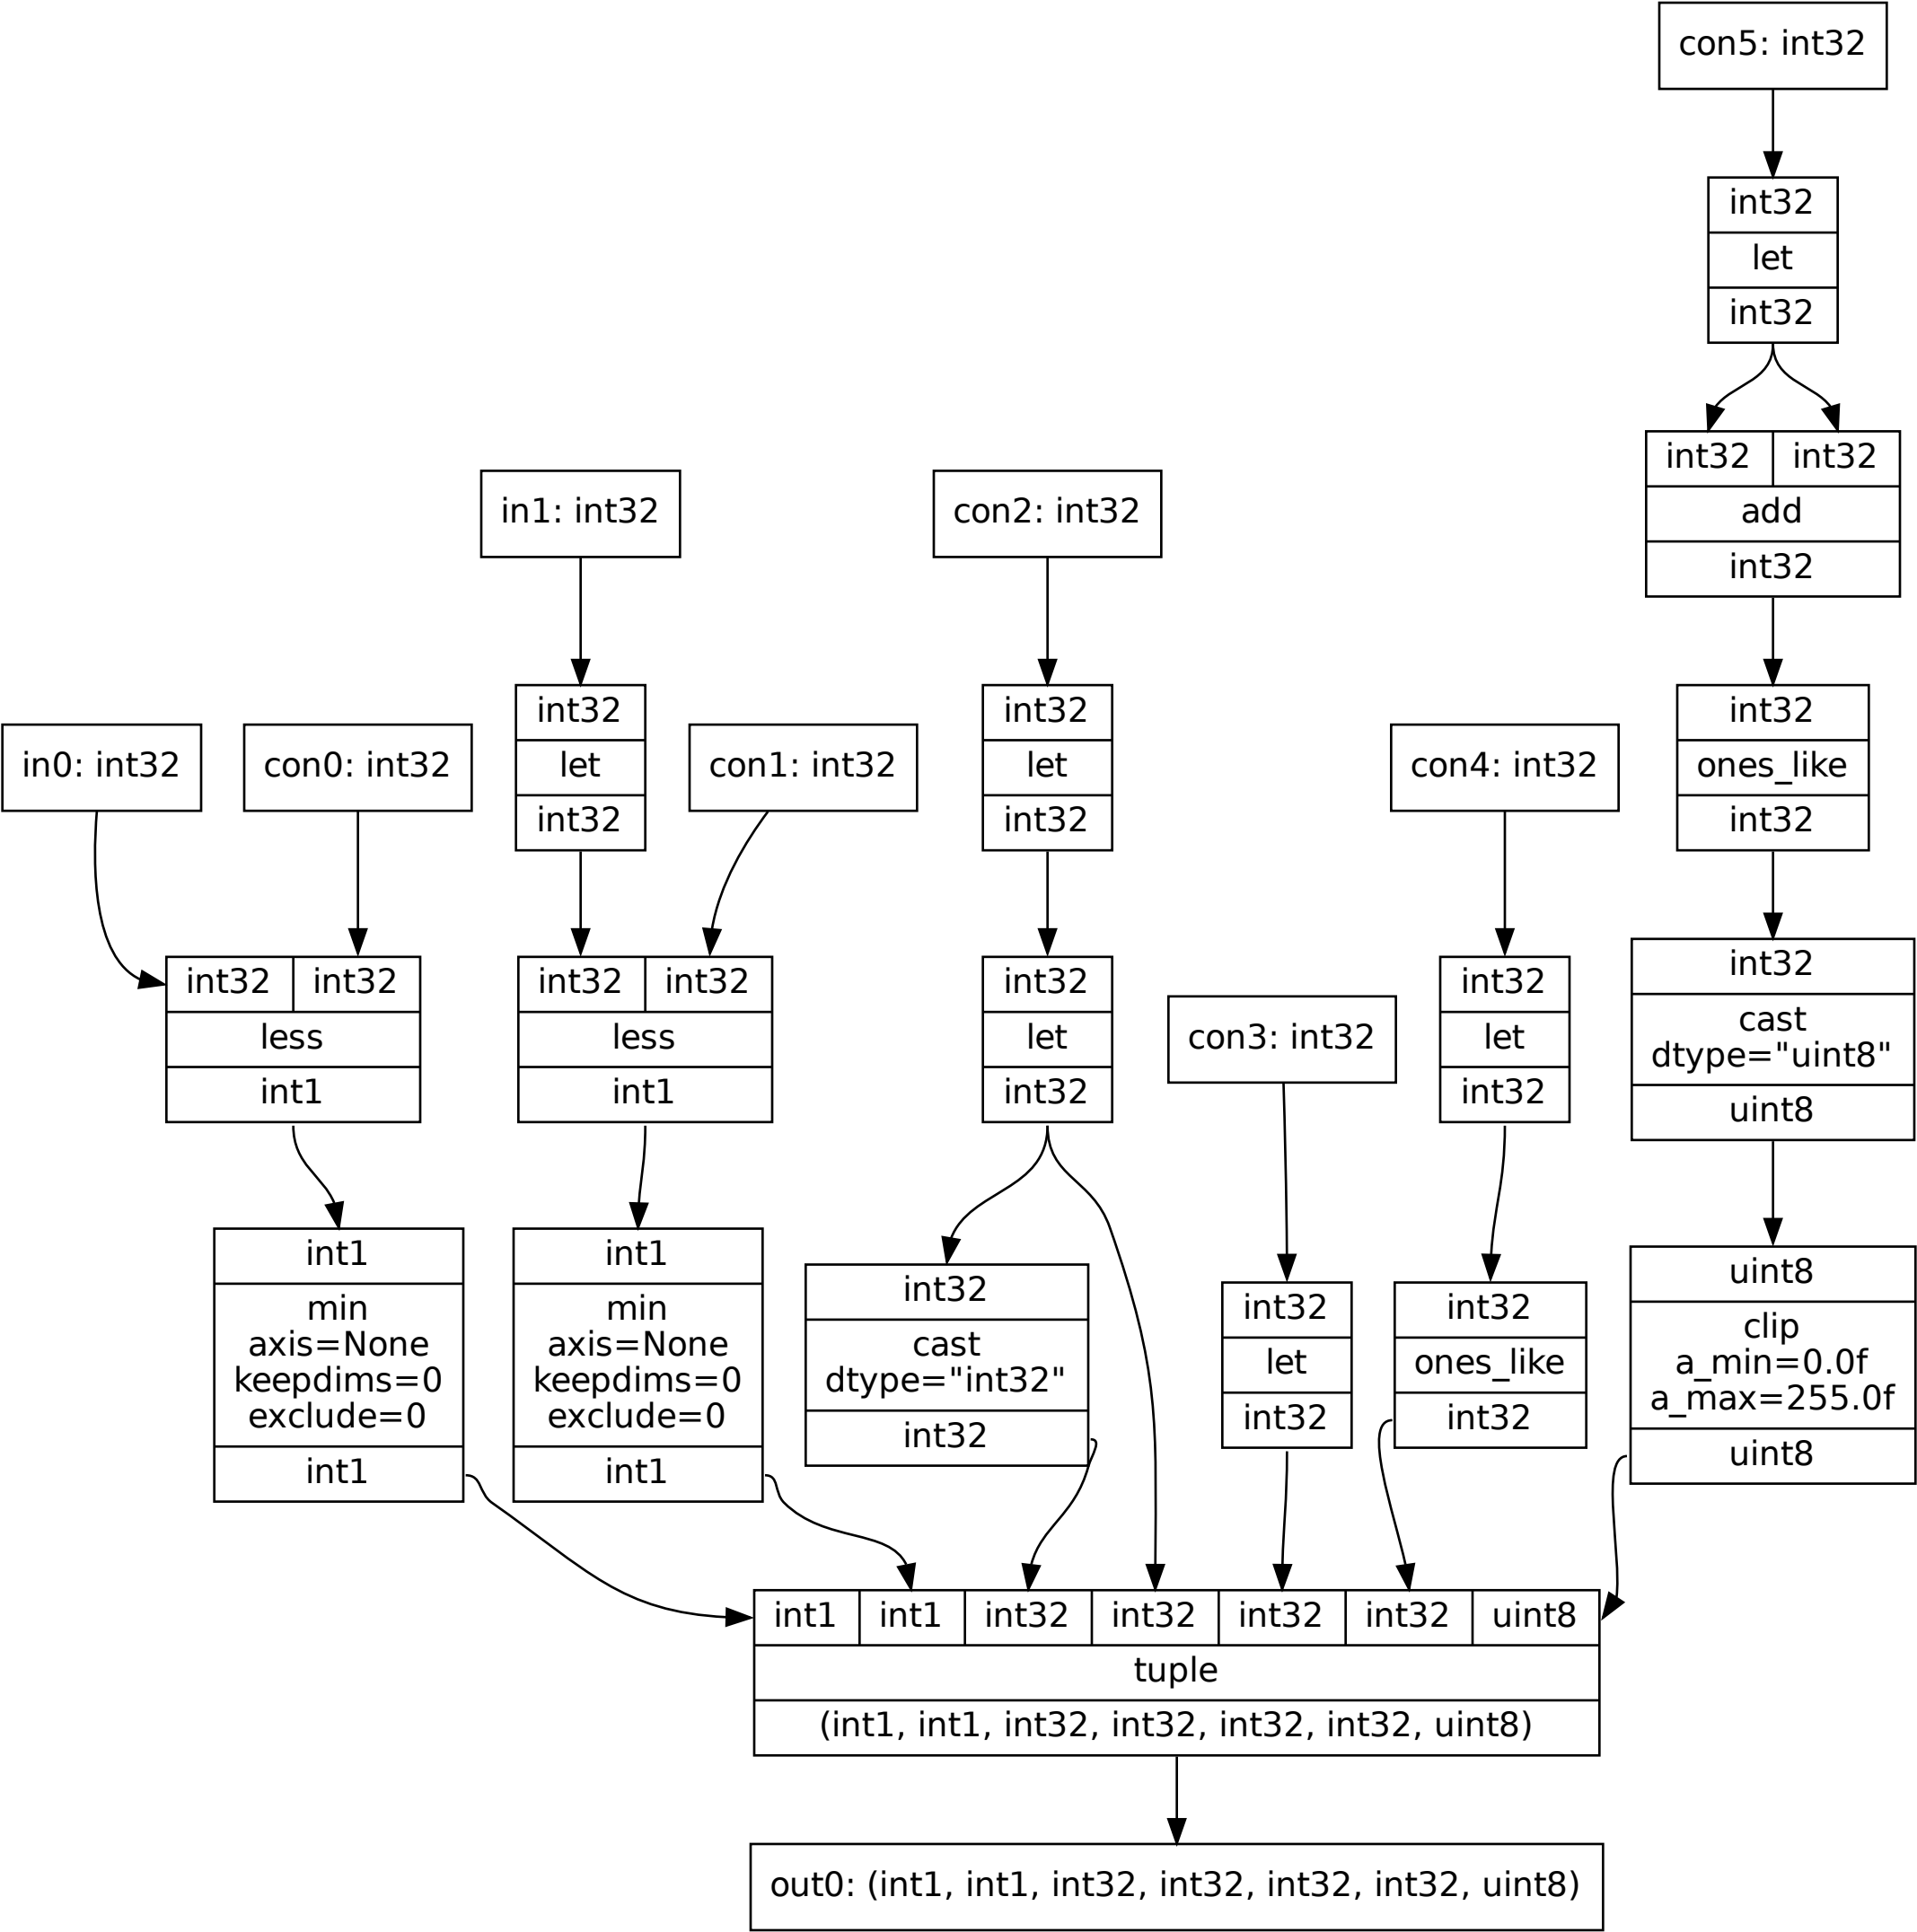 con5: int32
int32
let
int32
int32 int32
add
int32
in1: int32
con2: int32
int32
let
int32
int32
let
int32
int32
ones_like
int32
in0: int32
con0: int32
con1: int32
con4: int32
int32 int32
less
int1
int32 int32
less
int1
int32
let
int32
con3: int32
int32
let
int32
int32
cast
dtype="uint8"
uint8
int1
min
axis=None
keepdims=0
exclude=0
int1
int1
min
axis=None
keepdims=0
exclude=0
int1
int32
cast
dtype="int32"
int32
int32
let
int32
int32
ones_like
int32
uint8
clip
a_min=0.0f
a_max=255.0f
uint8
int1 int1 int32 int32 int32 int32 uint8
tuple
(int1, int1, int32, int32, int32, int32, uint8)
out0: (int1, int1, int32, int32, int32, int32, uint8)